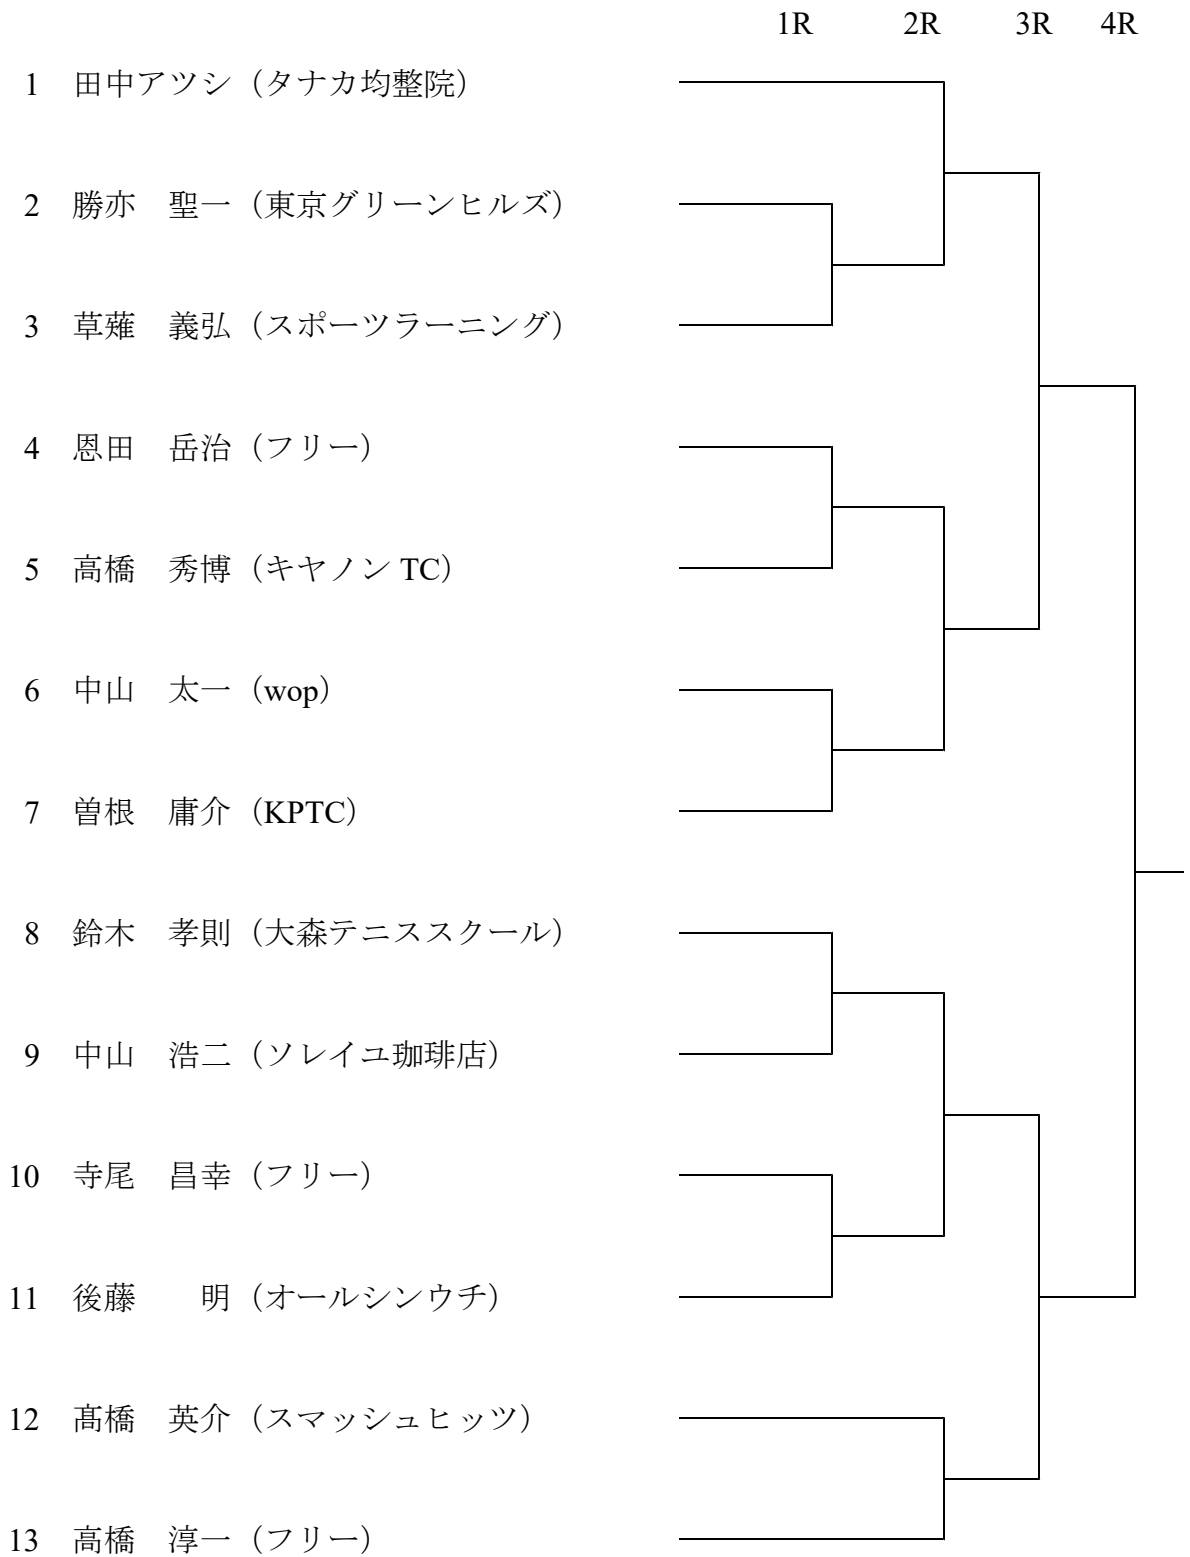 1R 2R 3R 4R
1 田中アツシ（タナカ均整院）
2 勝亦　聖一（東京グリーンヒルズ）
3 草薙　義弘（スポーツラーニング）
4 恩田　岳治（フリー）
5 高橋　秀博（キヤノン TC）
6 中山　太一（wop）
7 曽根　庸介（KPTC）
8 鈴木　孝則（大森テニススクール）
9 中山　浩二（ソレイユ珈琲店）
10 寺尾　昌幸（フリー）
11 後藤　　明（オールシンウチ）
12 髙橋　英介（スマッシュヒッツ）
13 高橋　淳一（フリー）